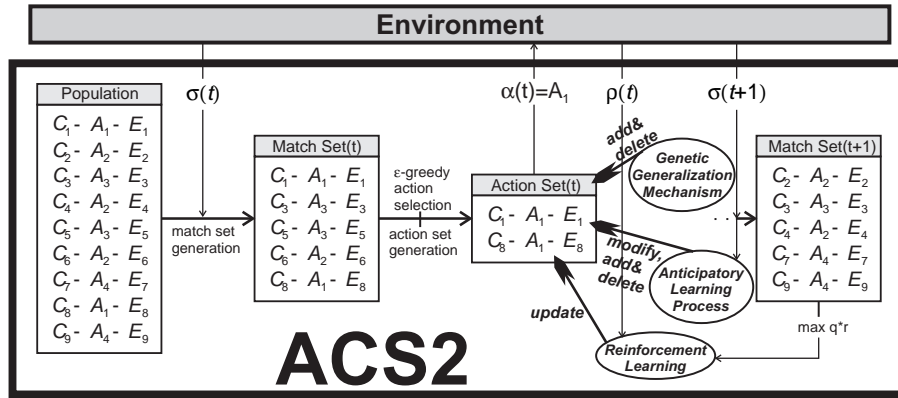 Environment
Population
C1- A1- E1
C2- A2- E2
C3- A3- E3
C4- A2- E4
C5- A3- E5
C6- A2- E6
C7- A4- E7
C8- A1- E8
C9- A4- E9
σ(t)
match set
generation
Match Set(t)
C1- A1- E1
C3- A3- E3
C5- A3- E5
C6- A2- E6
C8- A1- E8
ε-greedy
action
selection
action set
generation
α(t)=A1
Action Set(t)
C1- A1- E1
C8- A1- E8
ρ(t)
σ(t+1)
add&
delete
Genetic
Generalization
Mechanism
modify,
add&
delete
Anticipatory
Learning
Process
update
Reinforcement
Learning
. .
Match Set(t+1)
C2- A2- E2
C3- A3- E3
C4- A2- E4
C7- A4- E7
C9- A4- E9
max q*r
ACS2